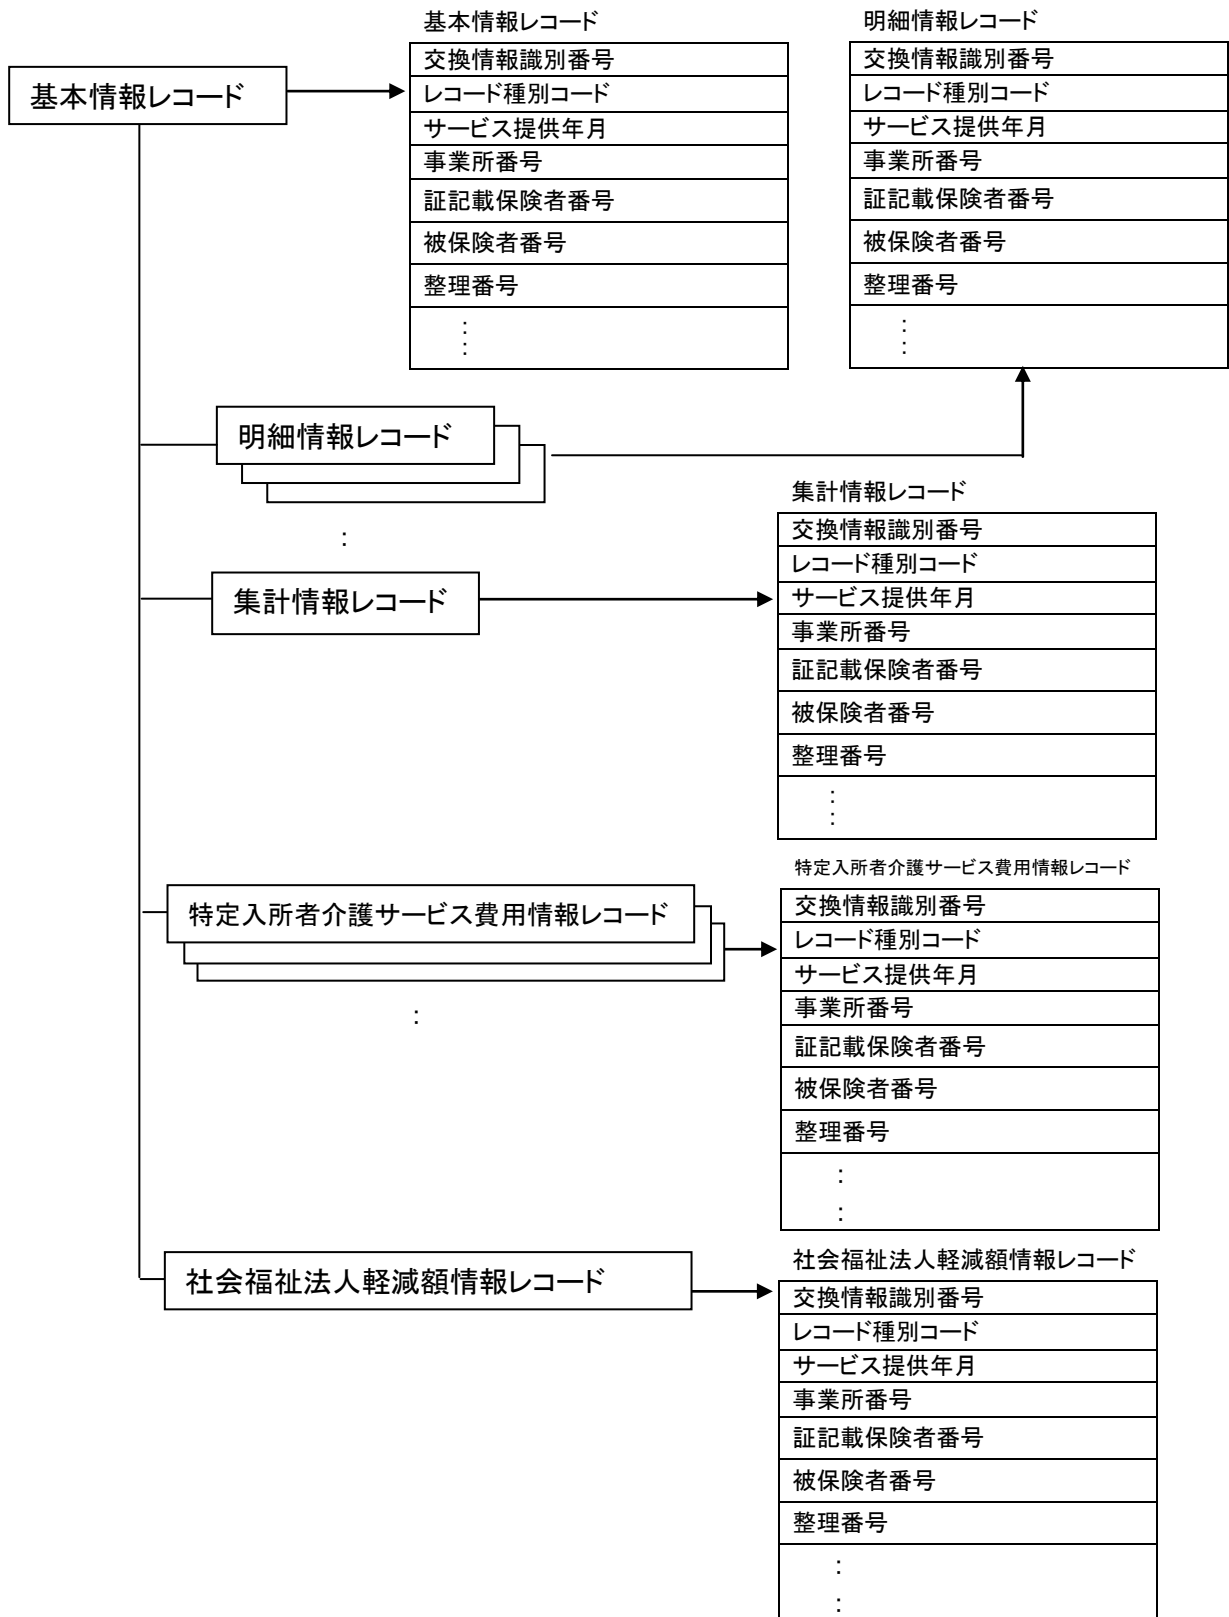 基本情報レコード
基本情報レコード
交換情報識別番号
レコード種別コード
サービス提供年月
事業所番号
証記載保険者番号
被保険者番号
整理番号
:
:
明細情報レコード
交換情報識別番号
レコード種別コード
サービス提供年月
事業所番号
証記載保険者番号
被保険者番号
整理番号
:
:
明細情報レコード
:
集計情報レコード
集計情報レコード
交換情報識別番号
レコード種別コード
サービス提供年月
事業所番号
証記載保険者番号
被保険者番号
整理番号
:
:
特定入所者介護サービス費用情報レコード
:
特定入所者介護サービス費用情報レコード
交換情報識別番号
レコード種別コード
サービス提供年月
事業所番号
証記載保険者番号
被保険者番号
整理番号
:
:
社会福祉法人軽減額情報レコード
社会福祉法人軽減額情報レコード
交換情報識別番号
レコード種別コード
サービス提供年月
事業所番号
証記載保険者番号
被保険者番号
整理番号
:
: